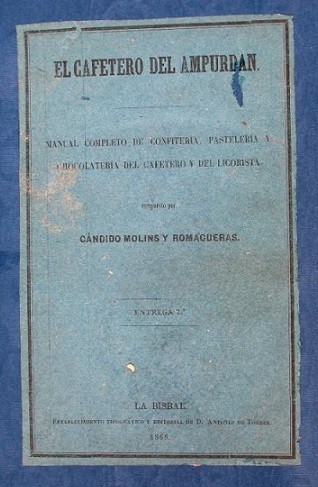 EL CAFETERO DEL AMPURDAN.
MANUAL COMPLETO DE CONFITERIA, PASTELERIA Y
CHOCOLATERIA DEL CAFETERO Y DEL LICORISTA.
compuesto por
CÁNDIDO MOLINS Y ROMAGUERAS.
ENTREGA 7.ª
LA BISBAL.
ESTABLECIMIENTO TIPOGRÁFICO Y EDITORIAL DE D. ANTONIO DE TORRES.